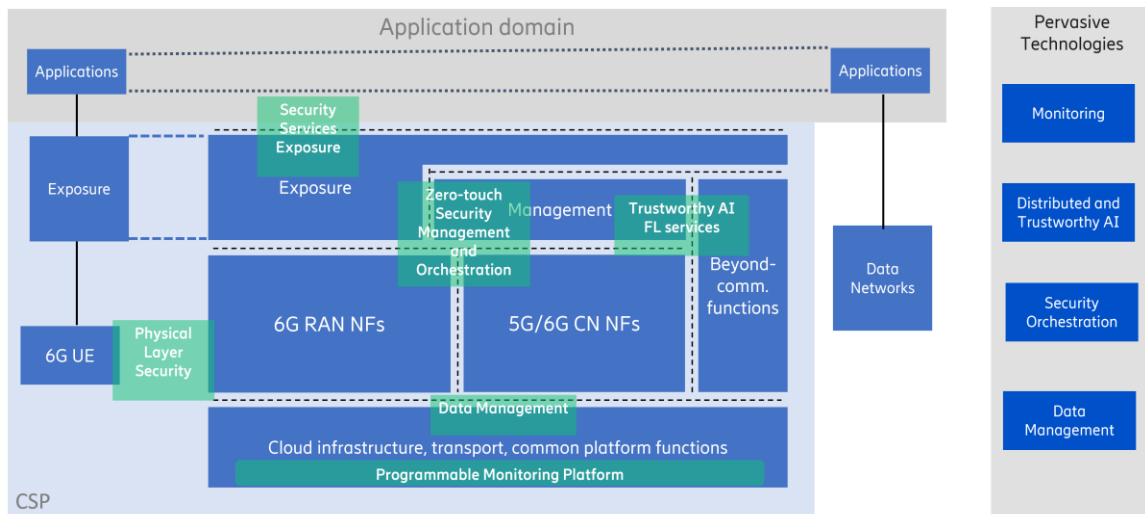 Application domain
Applications
Applications
Security
Services
Exposure
Exposure
Exposure
Zero-touch
Security
Management
and
Orchestration
Management
Trustworthy AI
FL services
Beyond-
comm.
functions
Data
Networks
6G UE
Physical
Layer
Security
6G RAN NFs
5G/6G CN NFs
Data Management
Cloud infrastructure, transport, common platform functions
Programmable Monitoring Platform
CSP
Pervasive
Technologies
Monitoring
Distributed and
Trustworthy AI
Security
Orchestration
Data
Management